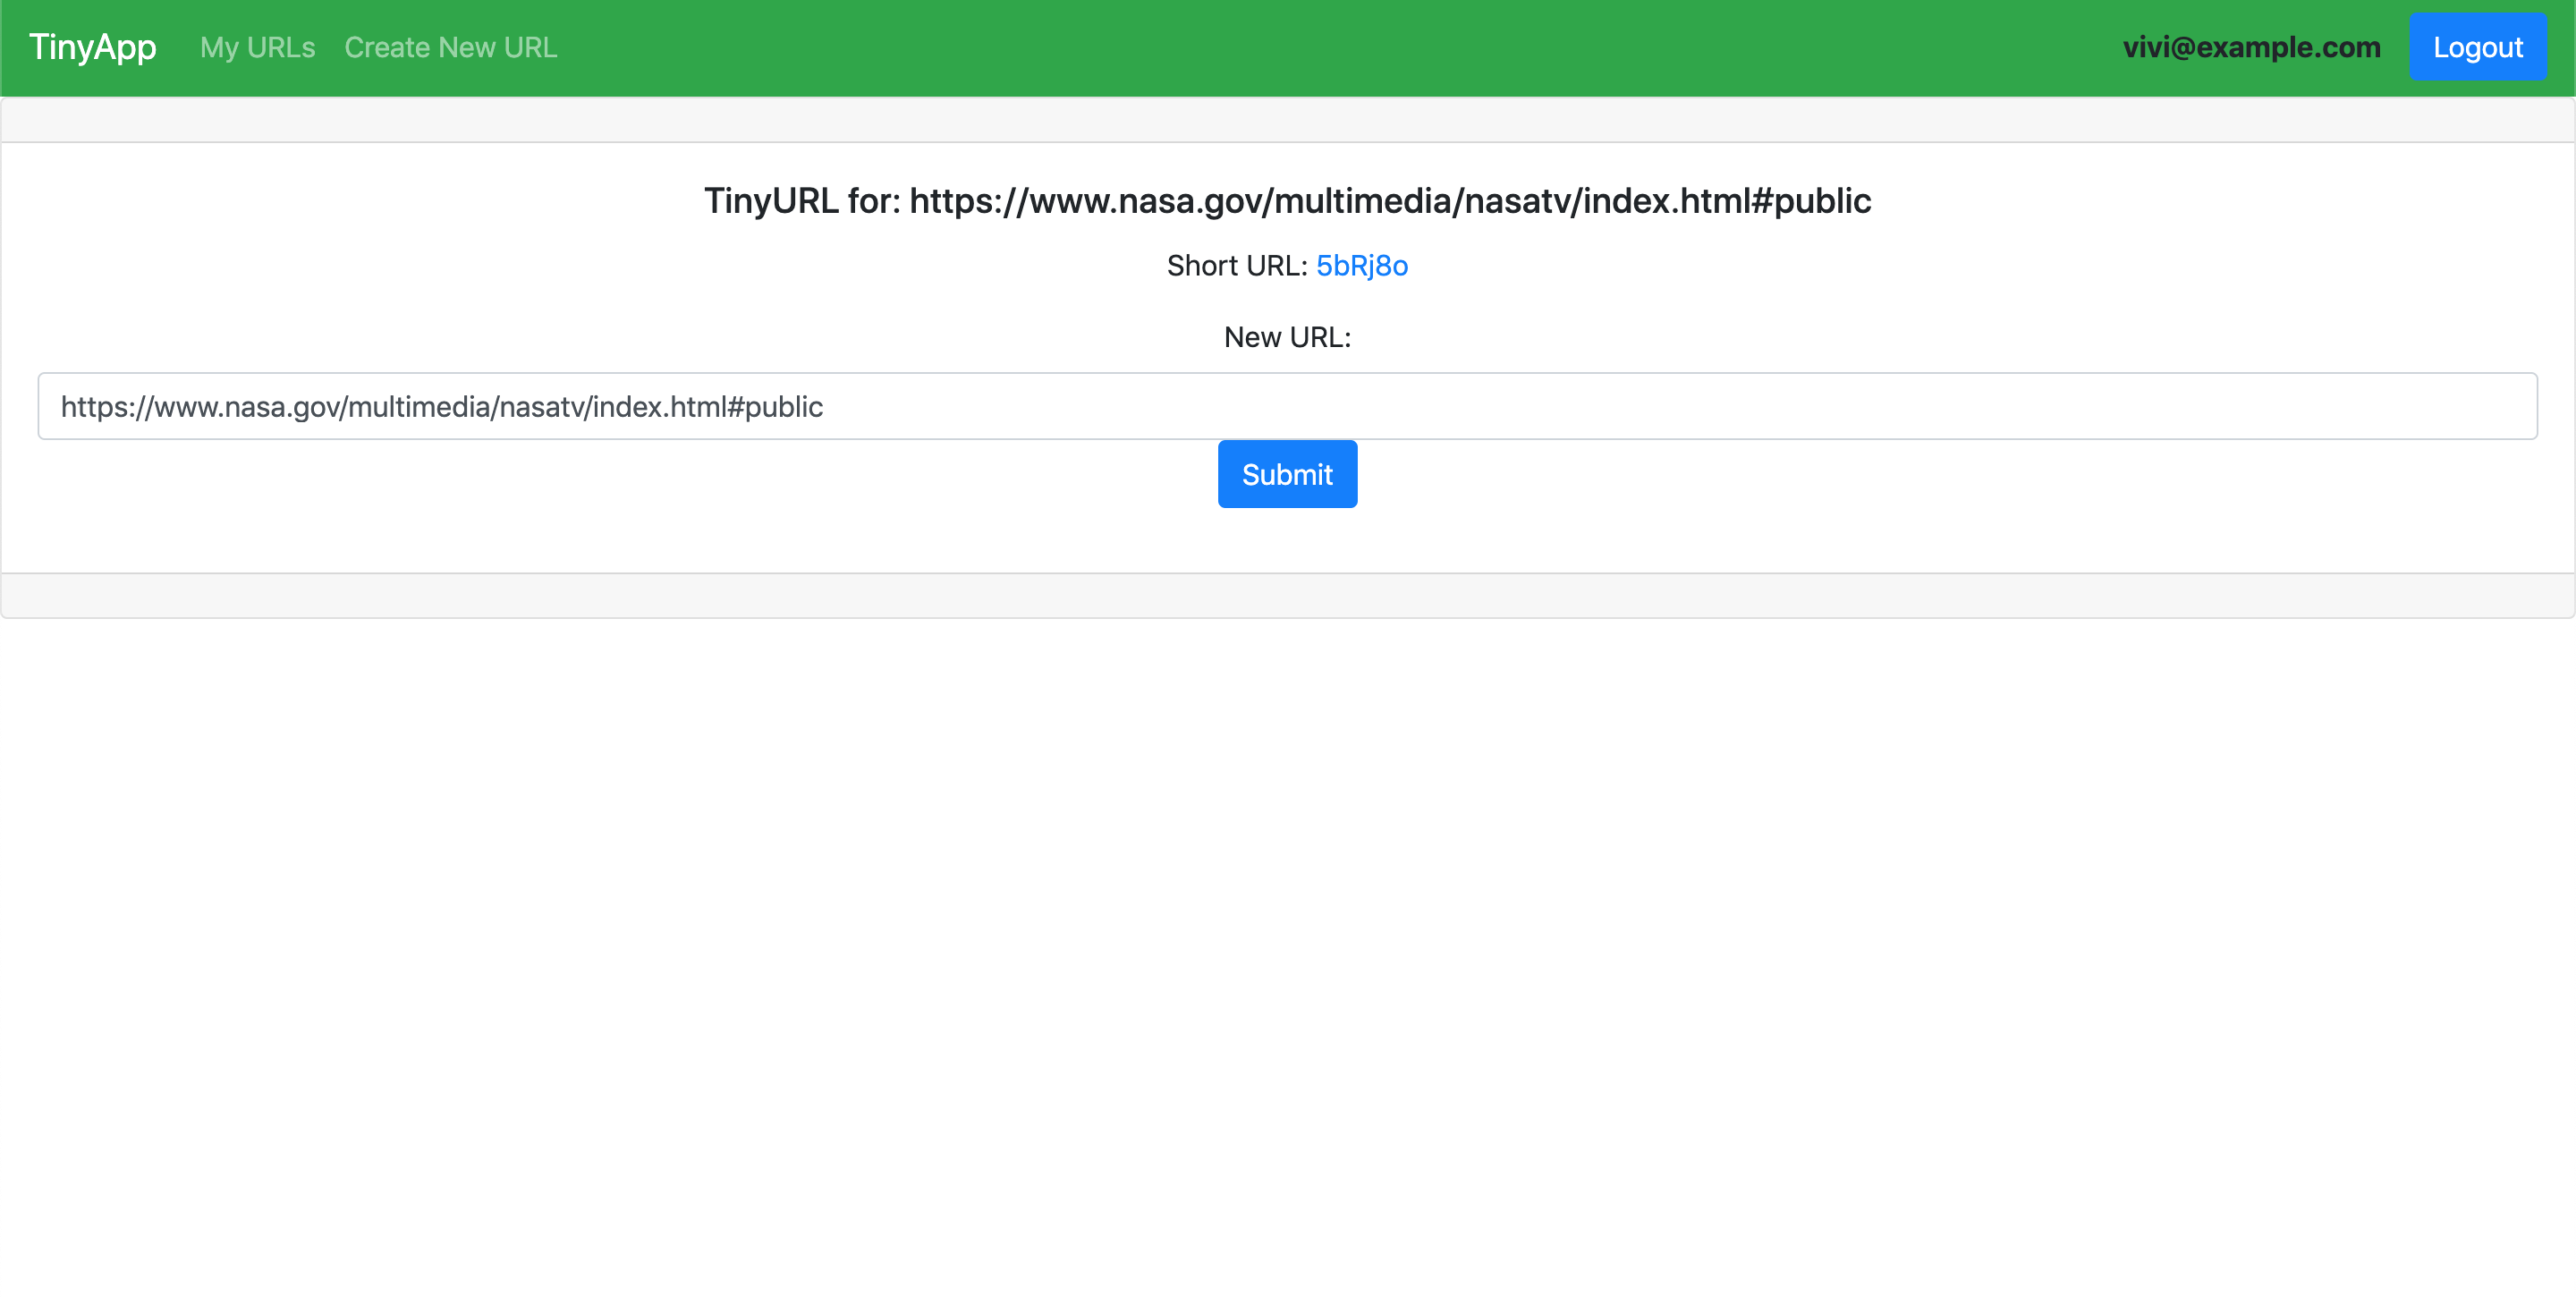 TinyApp My URLs Create New URL vivi@example.com Logout
TinyURL for: https://www.nasa.gov/multimedia/nasatv/index.html#public
Short URL: 5bRj8o
New URL:
https://www.nasa.gov/multimedia/nasatv/index.html#public
Submit